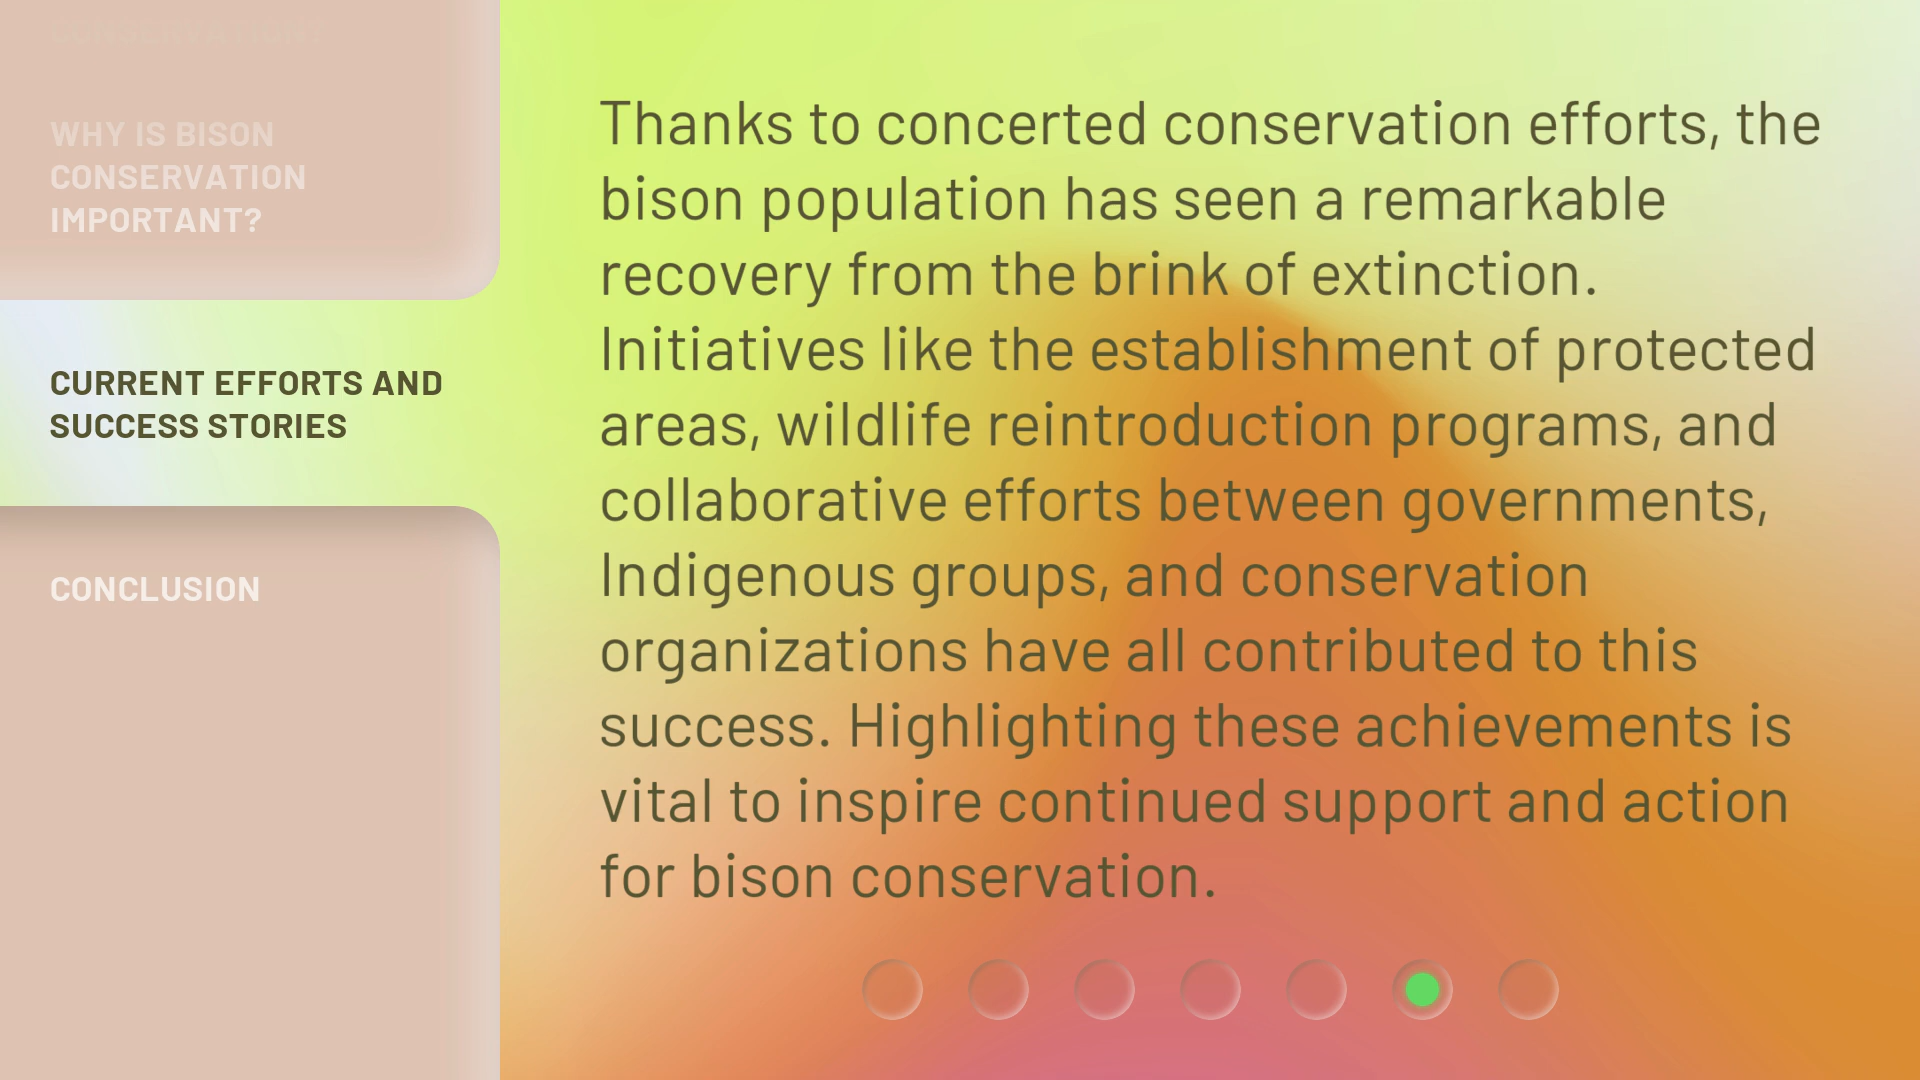 WHY IS BISON
CONSERVATION
IMPORTANT?
CURRENT EFFORTS AND
SUCCESS STORIES
CONCLUSION
Thanks to concerted conservation efforts, the
bison population has seen a remarkable
recovery from the brink of extinction.
Initiatives like the establishment of protected
areas, wildlife reintroduction programs, and
collaborative efforts between governments,
Indigenous groups, and conservation
organizations have all contributed to this
success. Highlighting these achievements is
vital to inspire continued support and action
for bison conservation.